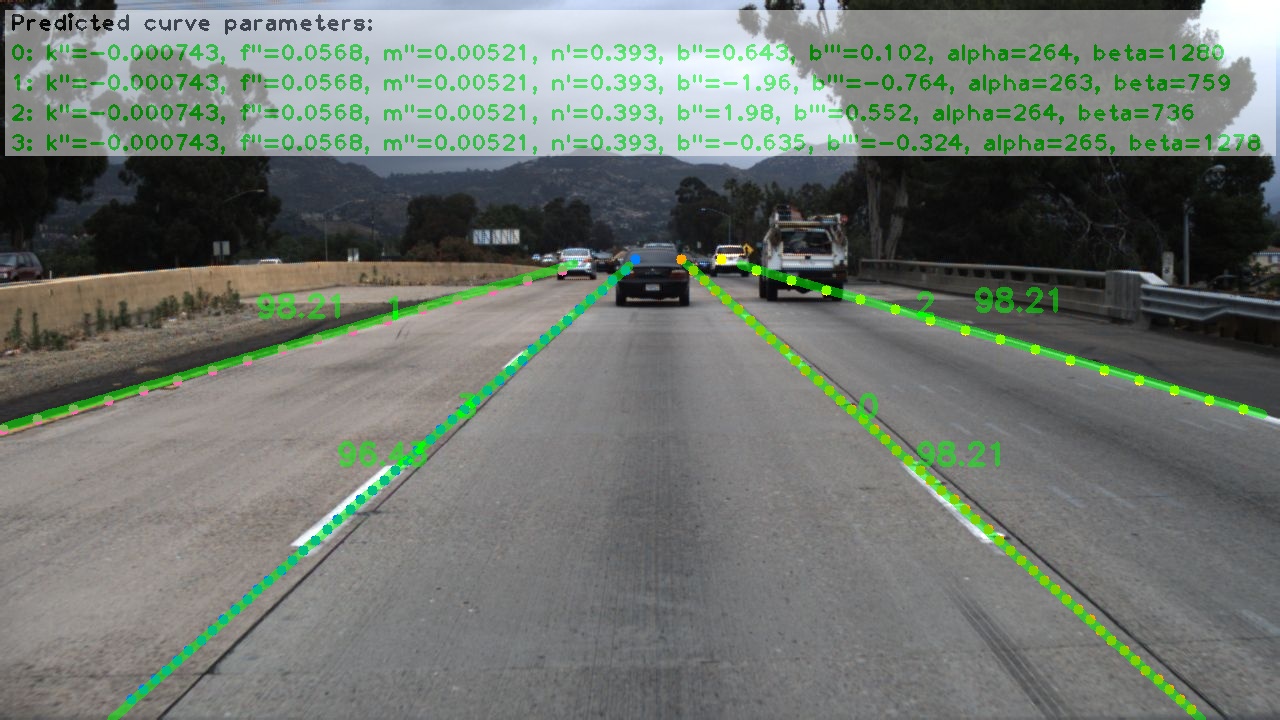 Predicted curve parameters:
0: k''=-0.000743, f''=0.0568, m''=0.00521, n'=0.393, b''=0.643, b'''=0.102, alpha=264, beta=1280
1: k''=-0.000743, f''=0.0568, m''=0.00521, n'=0.393, b''=-1.96, b'''=-0.764, alpha=263, beta=759
2: k''=-0.000743, f''=0.0568, m''=0.00521, n'=0.393, b''=1.98, b'''=0.552, alpha=264, beta=736
3: k''=-0.000743, f''=0.0568, m''=0.00521, n'=0.393, b''=-0.635, b'''=-0.324, alpha=265, beta=1278
98.21 1 2 98.21
3 0
98.21